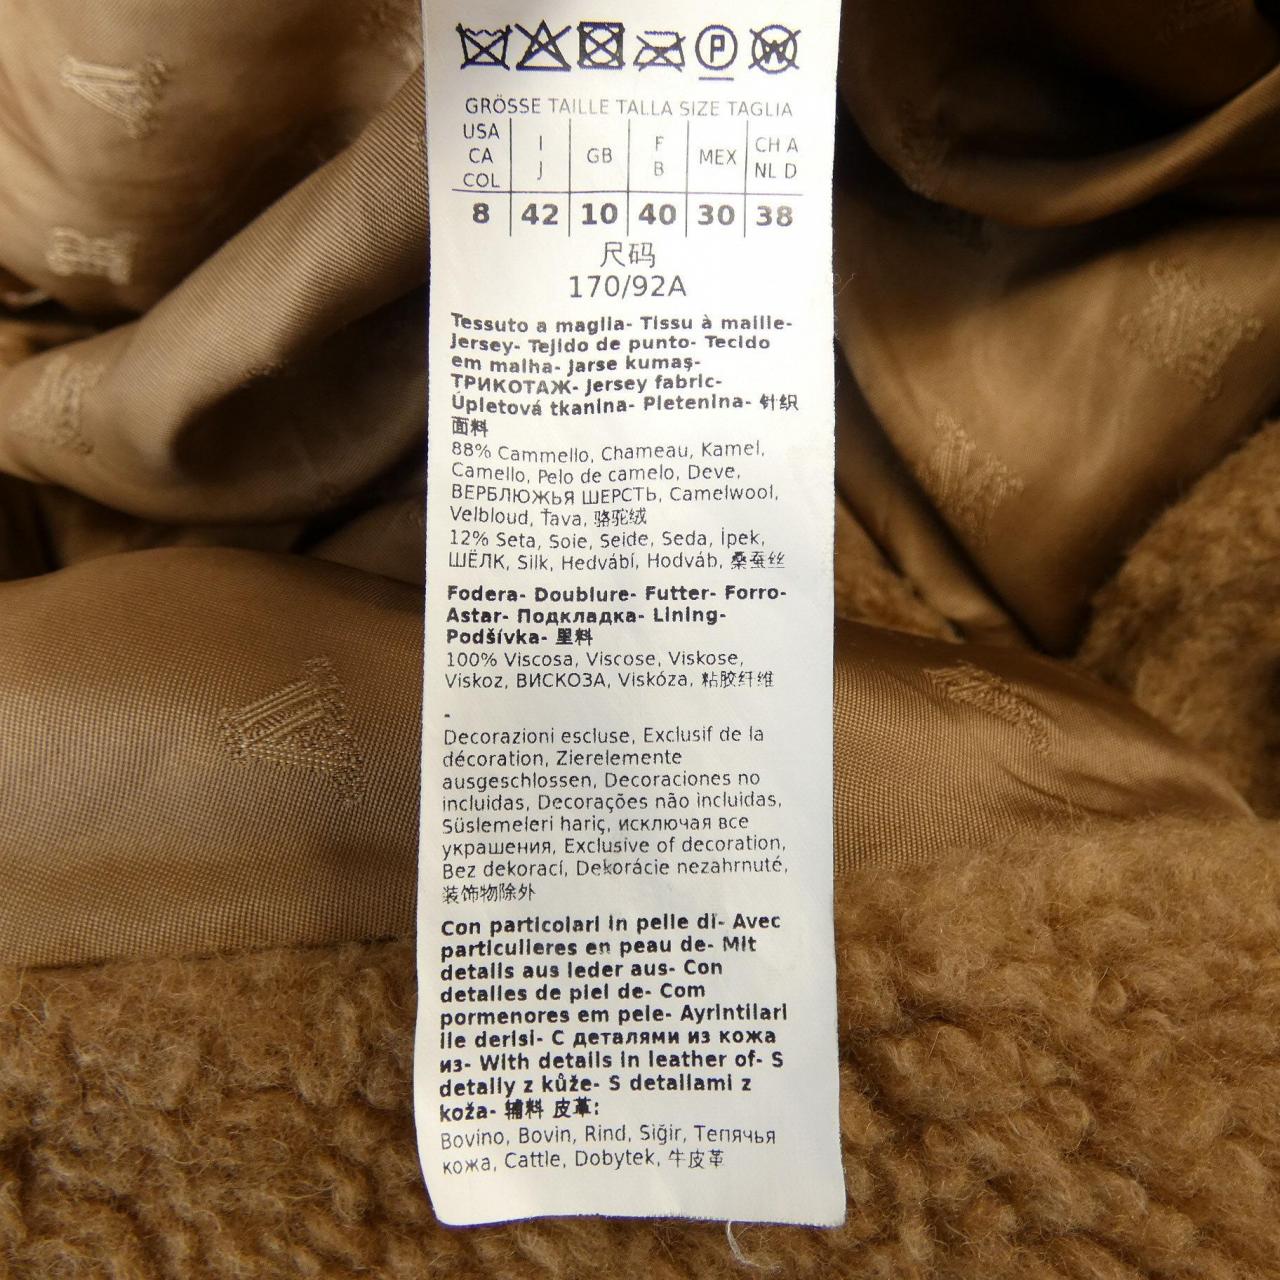 P W
GRÖSSE TAILLE TALLA SIZE TAGLIA
USA CA COL I J GB F B MEX CH A NL D
8 42 10 40 30 38
尺码
170/92A
Tessuto a maglia- Tissu à maille-
Jersey- Tejido de punto- Tecido
em malha- Jarse kumaş-
ТРИКОТАЖ- Jersey fabric-
Úpletová tkanina- Pletenina- 针织
面料
88% Cammello, Chameau, Kamel,
Camello, Pelo de camelo, Deve,
ВЕРБЛЮЖЬЯ ШЕРСТЬ, Camelwool,
Velbloud, Ťava, 骆驼绒
12% Seta, Soie, Seide, Seda, İpek,
ШЁЛК, Silk, Hedvábí, Hodváb, 桑蚕丝
Fodera- Doublure- Futter- Forro-
Astar- Подкладка- Lining-
Podšívka- 里料
100% Viscosa, Viscose, Viskose,
Viskoz, ВИСКОЗА, Viskóza, 粘胶纤维
-
Decorazioni escluse, Exclusif de la
décoration, Zierelemente
ausgeschlossen, Decoraciones no
incluidas, Decorações não incluidas,
Süslemeleri hariç, исключая все
украшения, Exclusive of decoration,
Bez dekorací, Dekorácie nezahrnuté,
装饰物除外
Con particolari in pelle di- Avec
particulieres en peau de- Mit
details aus leder aus- Con
detalles de piel de- Com
pormenores em pele- Ayrintilari
ile derisi- С деталями из кожа
из- With details in leather of- S
detaily z kůže- S detailami z
koža- 辅料 皮革:
Bovino, Bovin, Rind, Siğir, Телячья
кожа, Cattle, Dobytek, 牛皮革